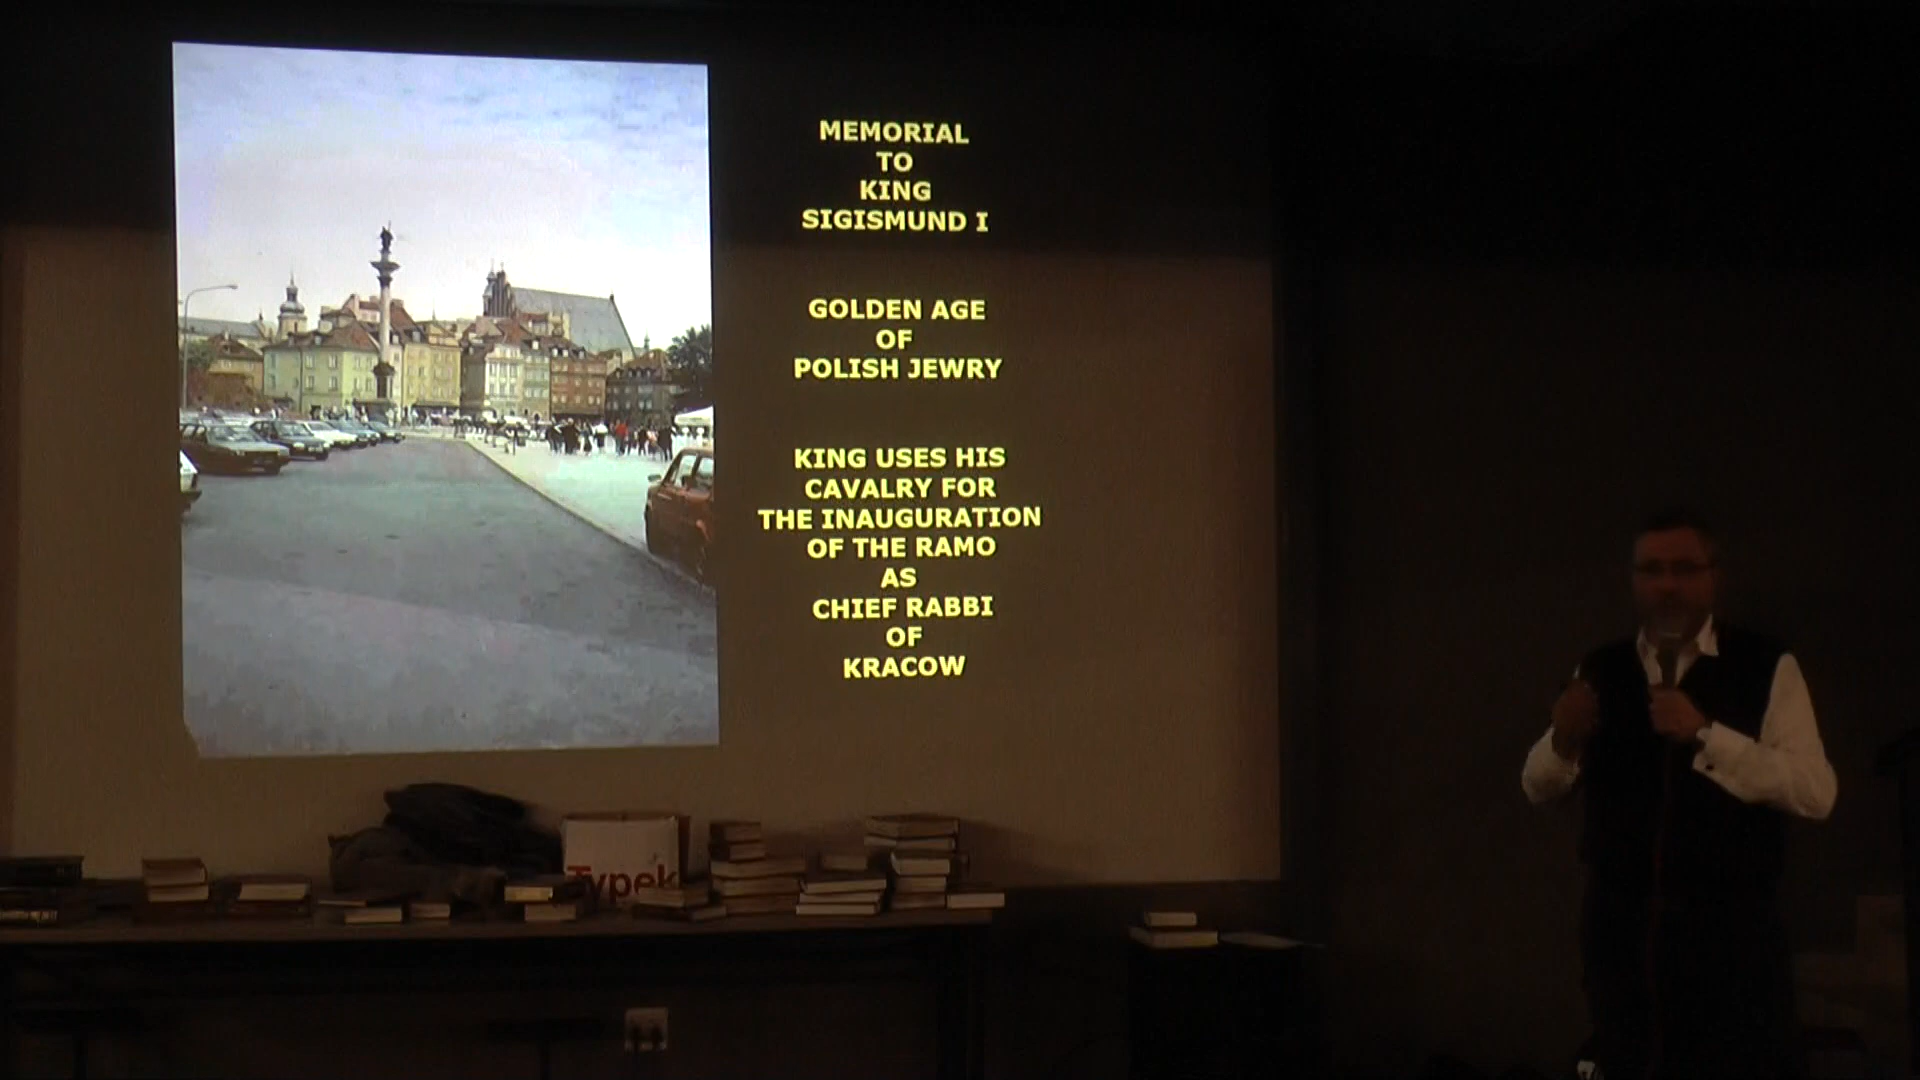 MEMORIAL
TO
KING
SIGISMUND I
GOLDEN AGE
OF
POLISH JEWRY
KING USES HIS
CAVALRY FOR
THE INAUGURATION
OF THE RAMO
AS
CHIEF RABBI
OF
KRACOW
Typek